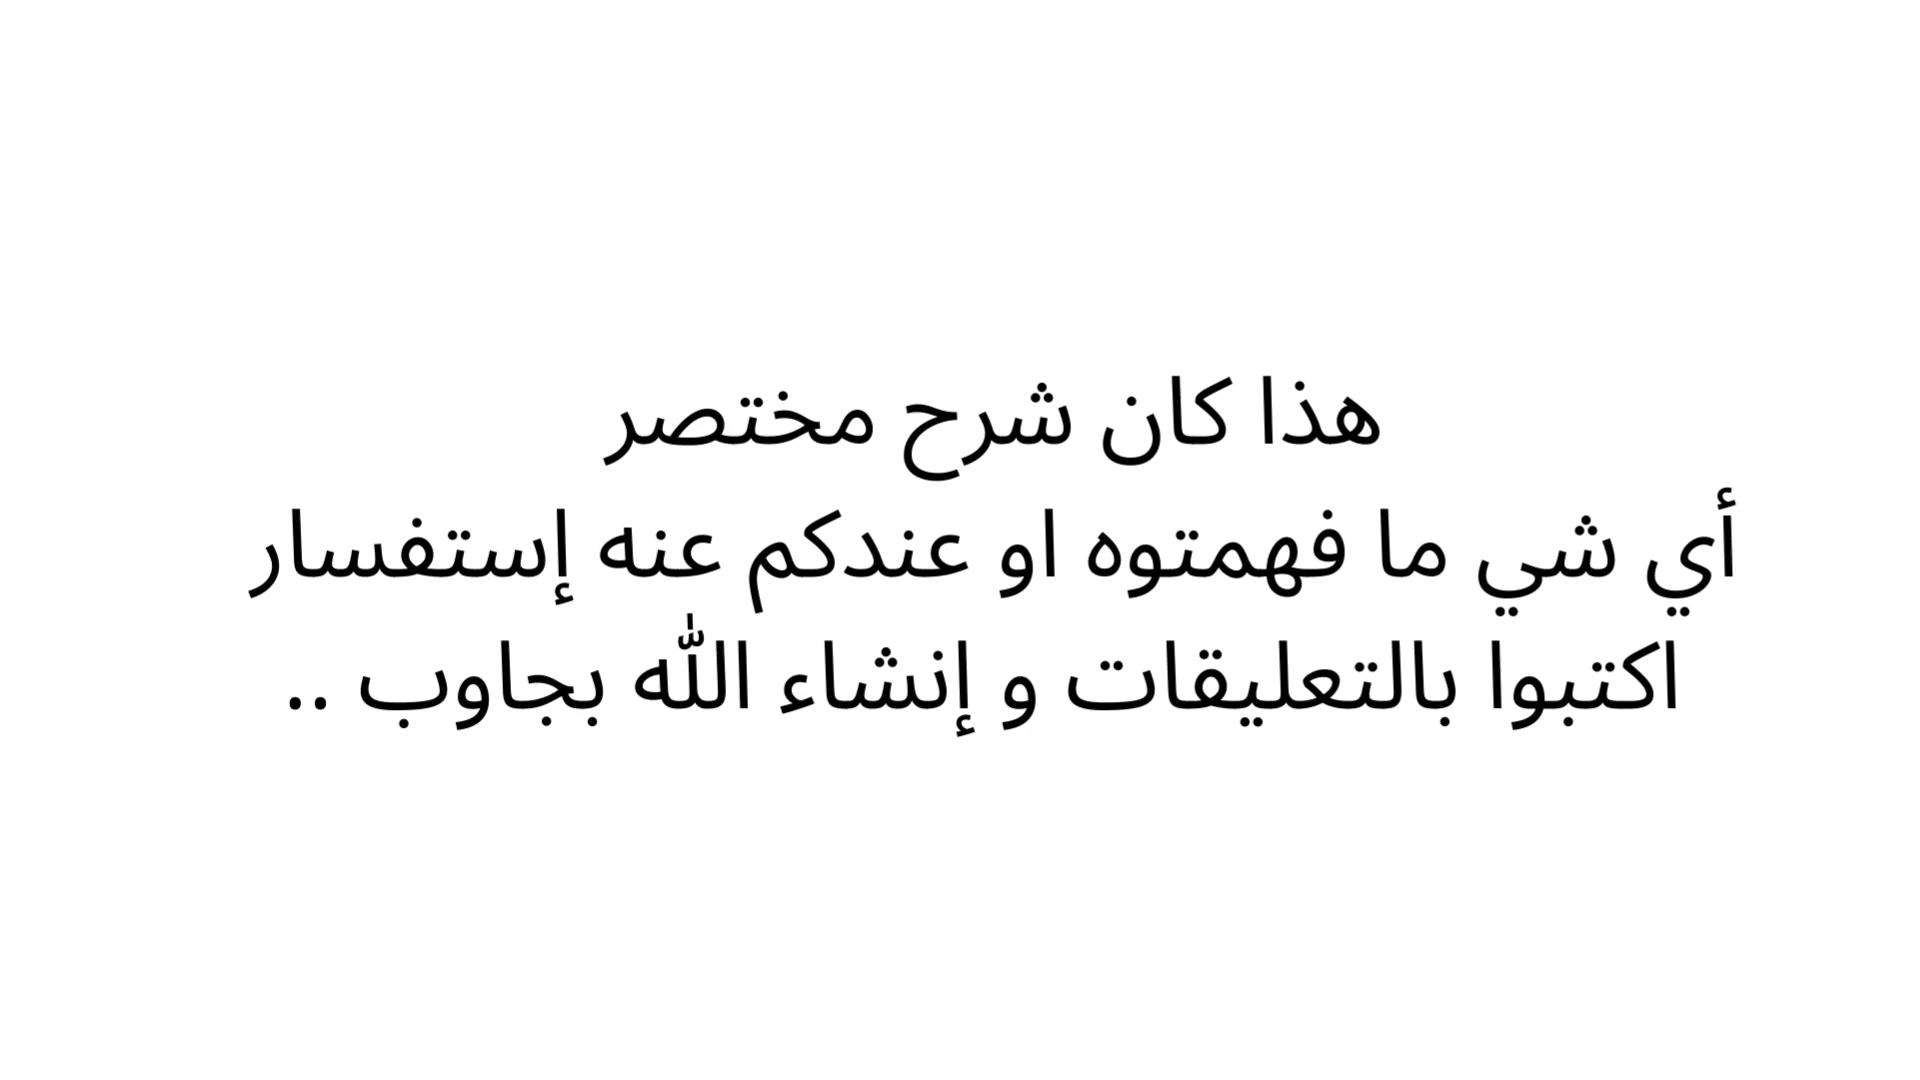 هذا كان شرح مختصر
أي شي ما فهمتوه او عندكم عنه إستفسار
اكتبوا بالتعليقات و إنشاء الله بجاوب ..